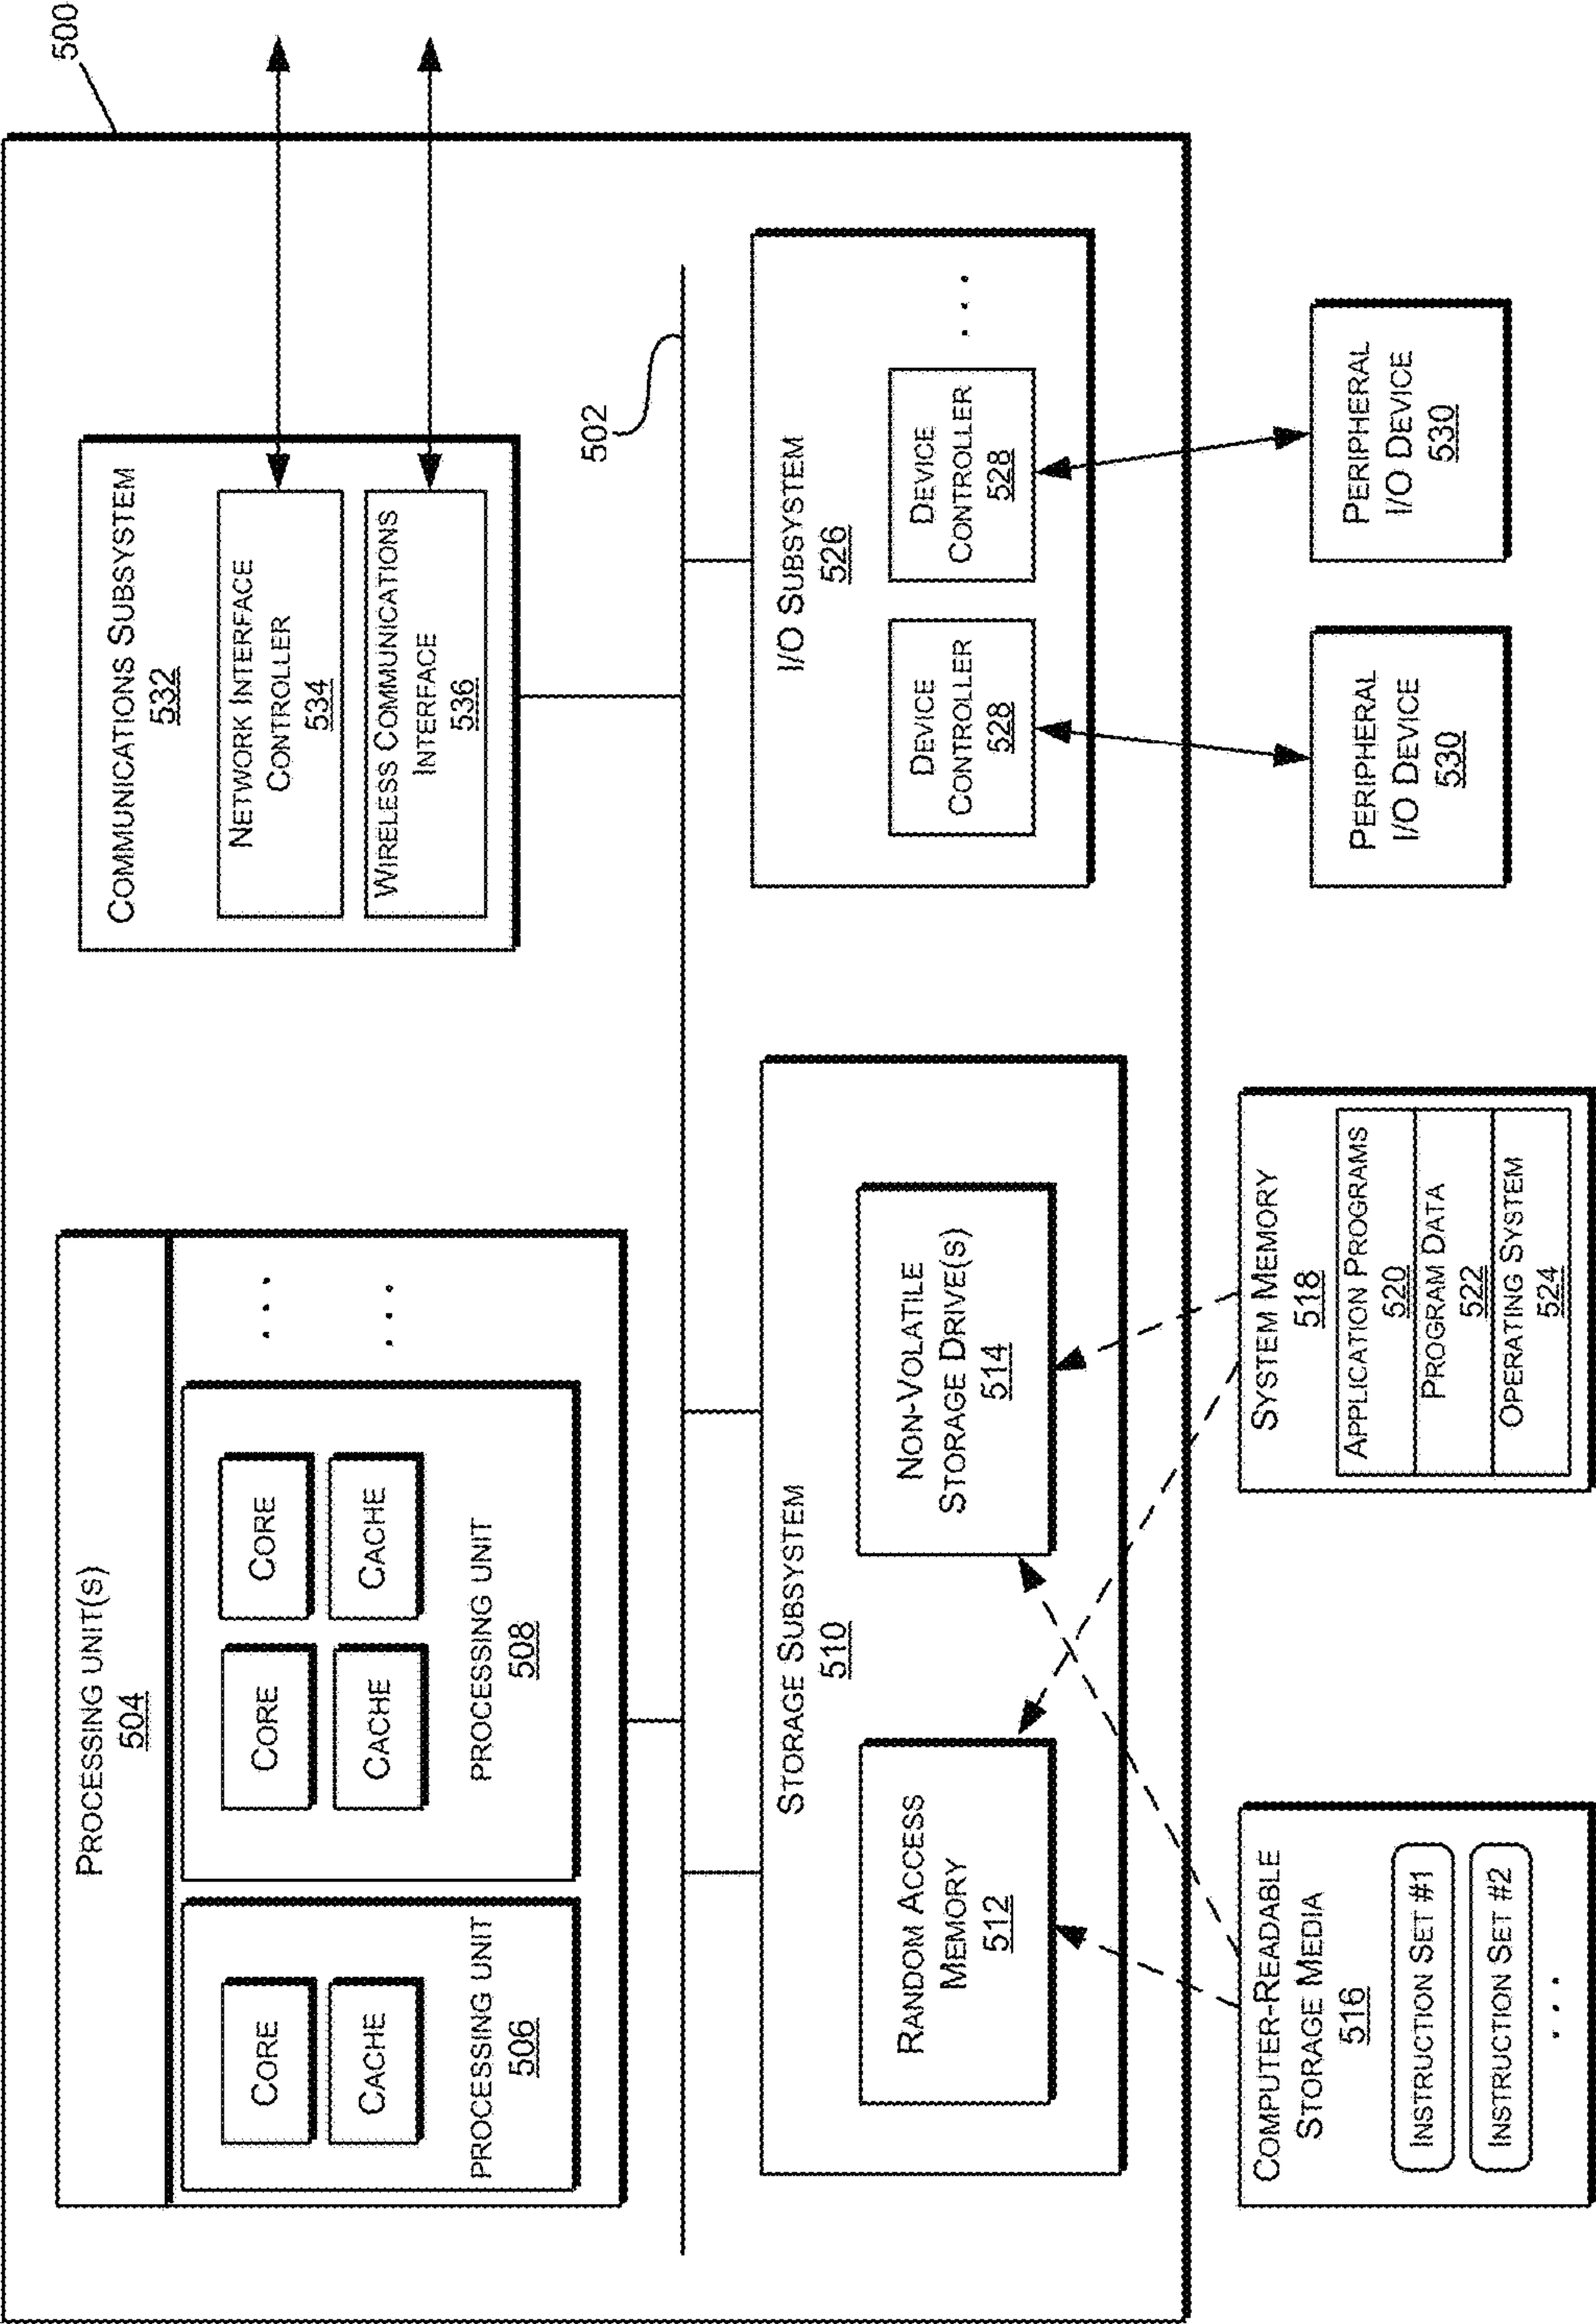 500
PROCESSING UNIT(S)
504
CORE
CACHE
PROCESSING UNIT
506
CORE
CORE
CACHE
CACHE
PROCESSING UNIT
508
. . .
. . .
COMMUNICATIONS SUBSYSTEM
532
NETWORK INTERFACE
CONTROLLER
534
WIRELESS COMMUNICATIONS
INTERFACE
536
502
STORAGE SUBSYSTEM
510
RANDOM ACCESS
MEMORY
512
NON-VOLATILE
STORAGE DRIVE(S)
514
I/O SUBSYSTEM
526
DEVICE
CONTROLLER
528
DEVICE
CONTROLLER
528
. . .
COMPUTER-READABLE
STORAGE MEDIA
516
INSTRUCTION SET #1
INSTRUCTION SET #2
. . .
SYSTEM MEMORY
518
APPLICATION PROGRAMS
520
PROGRAM DATA
522
OPERATING SYSTEM
524
PERIPHERAL
I/O DEVICE
530
PERIPHERAL
I/O DEVICE
530